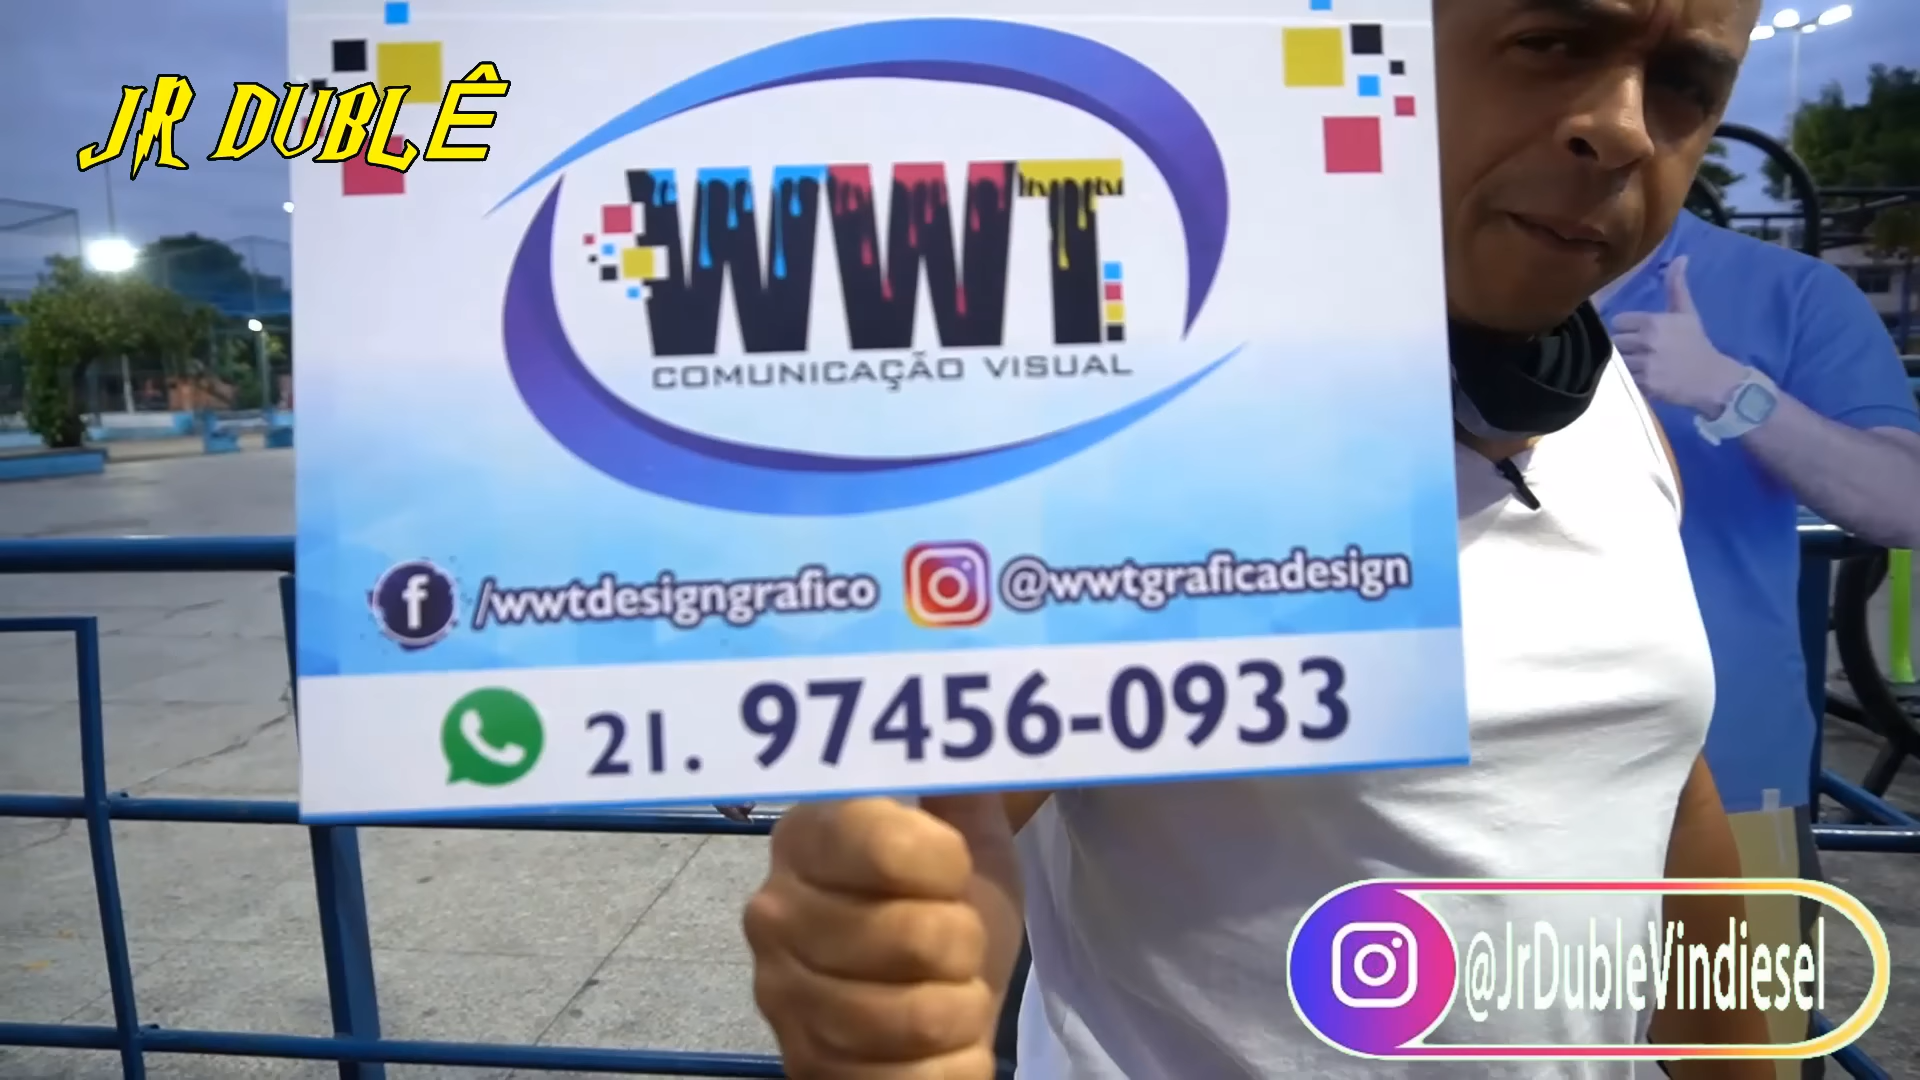 JR DUBLÊ
WWT
COMUNICAÇÃO VISUAL
f /wwtdesigngrafico @wwtgraficadesign
21. 97456-0933
@JrDubleVindiesel